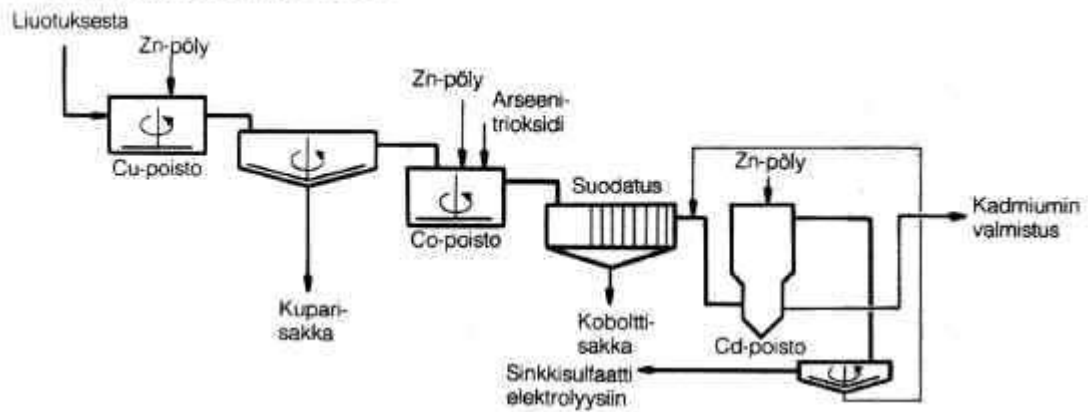 Liuotuksesta
Zn-pöly
Cu-poisto
Kupari-
sakka
Zn-pöly
Arseeni-
trioksidi
Co-poisto
Suodatus
Koboltti-
sakka
Zn-pöly
Cd-poisto
Kadmiumin
valmistus
Sinkkisulfaatti
elektrolyysiin